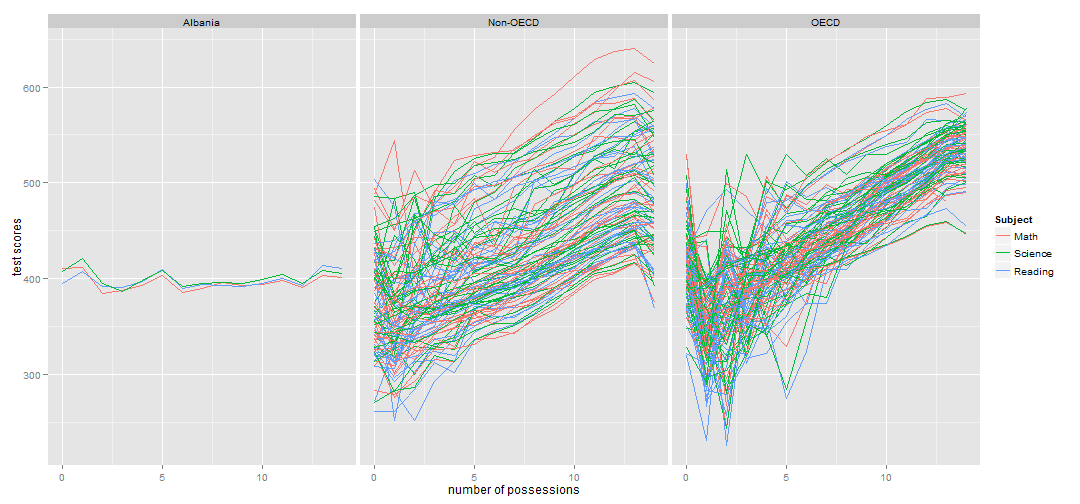 Albania
Non-OECD
OECD
600
500
400
300
test scores
0 5 10
0 5 10
0 5 10
number of possessions
Subject
Math
Science
Reading